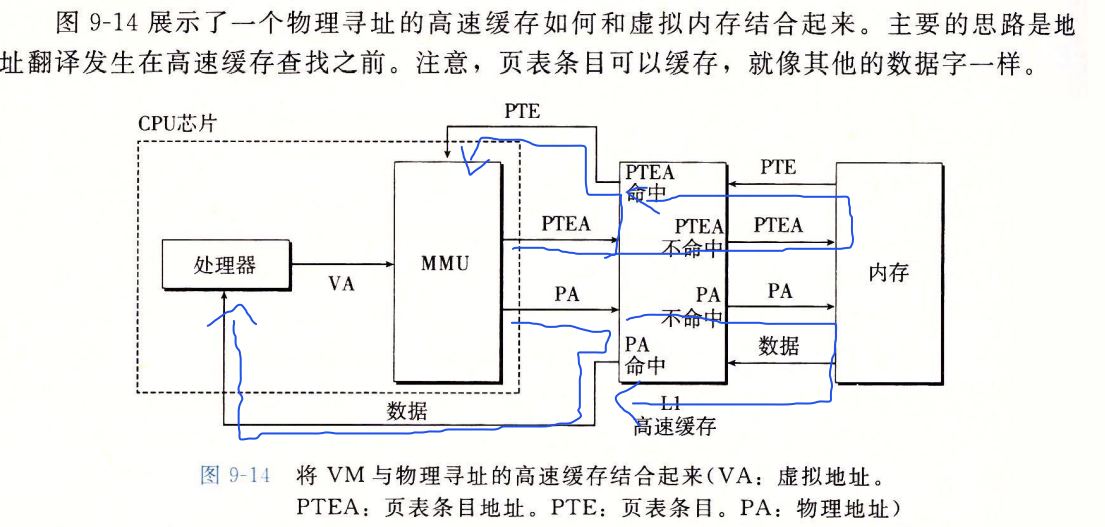 图 9-14 展示了一个物理寻址的高速缓存如何和虚拟内存结合起来。主要的思路是地
址翻译发生在高速缓存查找之前。注意，页表条目可以缓存，就像其他的数据字一样。
CPU芯片
PTE
PTEA
命中
PTE
PTEA
PTEA
不命中
PTEA
处理器
VA
MMU
内存
PA
PA
不命中
PA
PA
命中
数据
数据
L1
高速缓存
图 9-14 将 VM 与物理寻址的高速缓存结合起来(VA：虚拟地址。
PTEA：页表条目地址。PTE：页表条目。PA：物理地址)